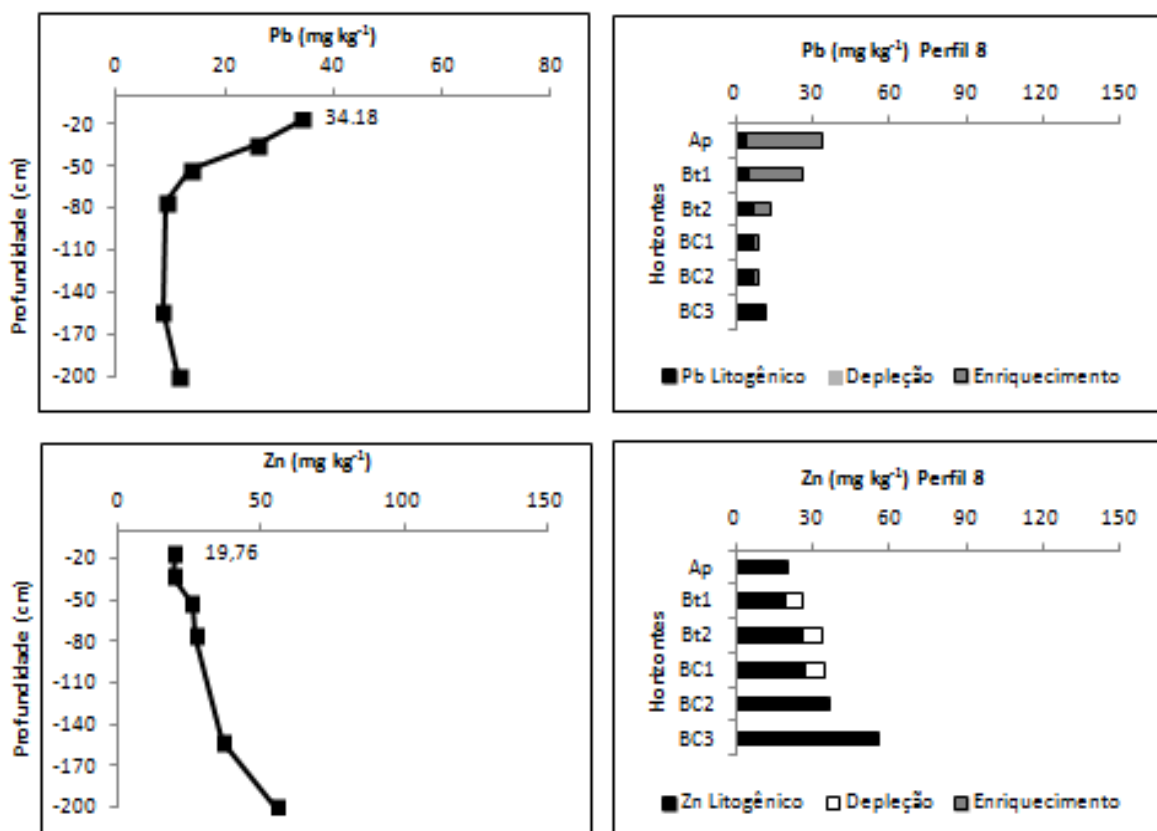 Pb (mg kg⁻¹)
0 20 40 60 80
34.18
Profundidade (cm)
-20
-50
-80
-110
-140
-170
-200
Pb (mg kg⁻¹) Perfil 8
0 30 60 90 120 150
Horizontes
Ap
Bt1
Bt2
BC1
BC2
BC3
Pb Litogênico Depleção Enriquecimento
Zn (mg kg⁻¹)
0 50 100 150
19,76
Profundidade (cm)
-20
-50
-80
-110
-140
-170
-200
Zn (mg kg⁻¹) Perfil 8
0 30 60 90 120 150
Horizontes
Ap
Bt1
Bt2
BC1
BC2
BC3
Zn Litogênico Depleção Enriquecimento